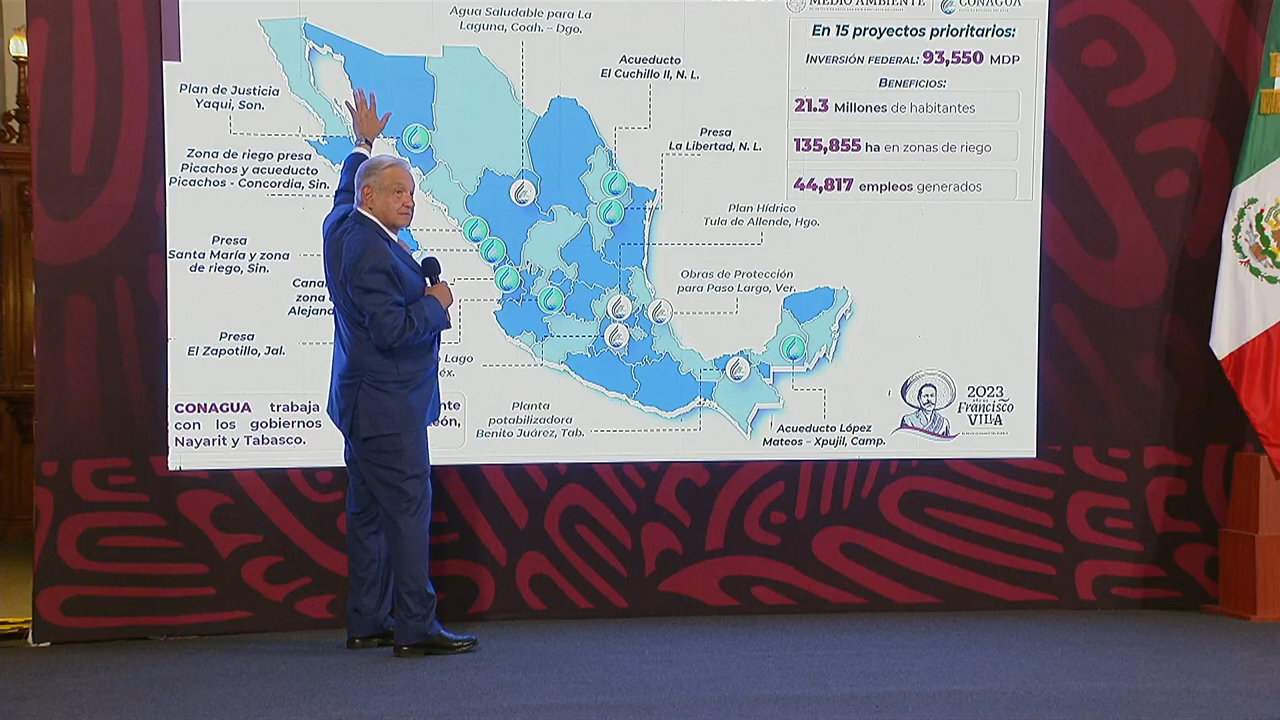 MEDIO AMBIENTE
CONAGUA
En 15 proyectos prioritarios:
INVERSIÓN FEDERAL: 93,550 MDP
BENEFICIOS:
21.3 Millones de habitantes
135,855 ha en zonas de riego
44,817 empleos generados
Agua Saludable para La
Laguna, Coah. – Dgo.
Acueducto
El Cuchillo II, N. L.
Presa
La Libertad, N. L.
Plan de Justicia
Yaqui, Son.
Zona de riego presa
Picachos y acueducto
Picachos - Concordia, Sin.
Plan Hídrico
Tula de Allende, Hgo.
Presa
Santa María y zona
de riego, Sin.
Obras de Protección
para Paso Largo, Ver.
zona
Presa
El Zapotillo, Jal.
Lago
Planta
potabilizadora
Benito Juárez, Tab.
Acueducto López
Mateos – Xpujil, Camp.
CONAGUA trabaja
con los gobiernos
Nayarit y Tabasco.
2023
AÑO DE
Francisco
VILLA